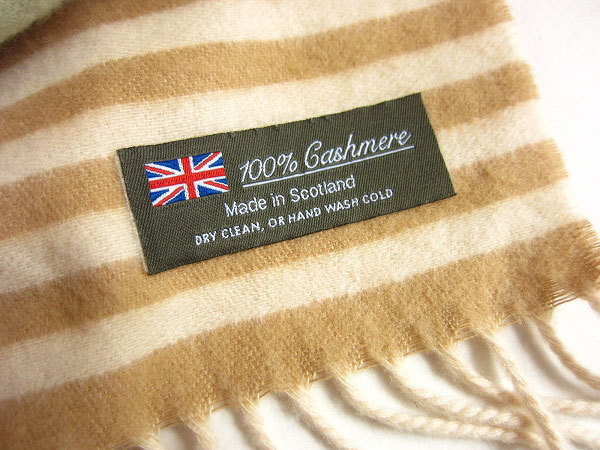 100% Cashmere
Made in Scotland
DRY CLEAN, OR HAND WASH COLD